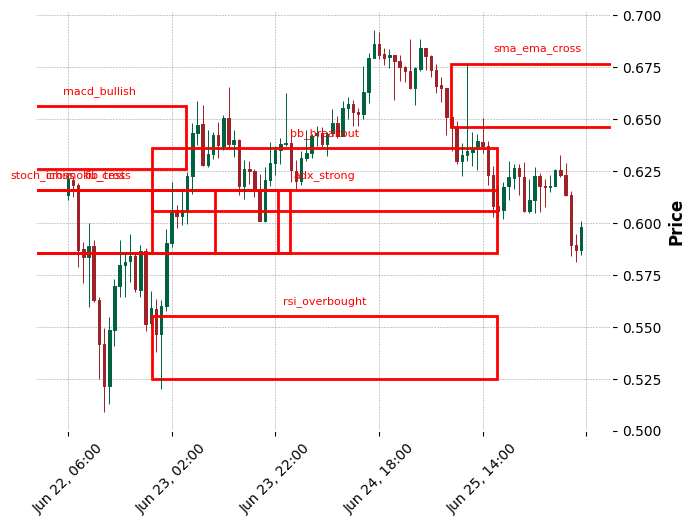 0.700
sma_ema_cross
0.675
macd_bullish
0.650
bb_breakout
0.625
adx_strong
0.600
Price
0.575
rsi_overbought
0.550
0.525
0.500
Jun 22, 06:00
Jun 23, 02:00
Jun 23, 22:00
Jun 24, 18:00
Jun 25, 14:00